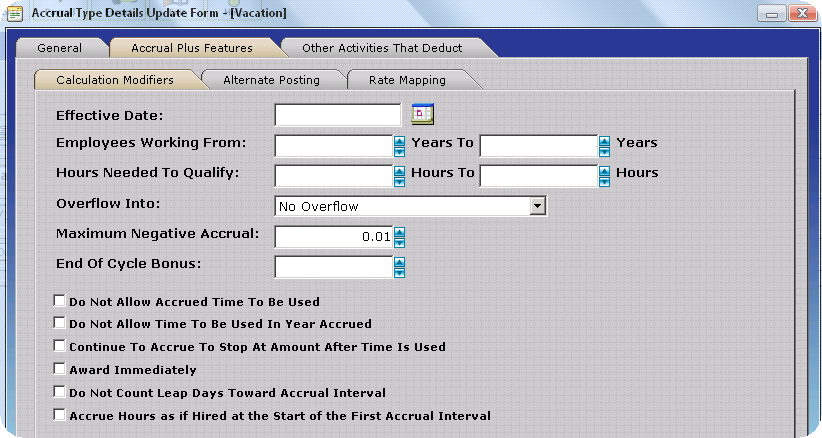 Accrual Type Details Update Form - [Vacation]
General Accrual Plus Features Other Activities That Deduct
Calculation Modifiers Alternate Posting Rate Mapping
Effective Date:
Employees Working From: Years To Years
Hours Needed To Qualify: Hours To Hours
Overflow Into: No Overflow
Maximum Negative Accrual: 0.01
End Of Cycle Bonus:
Do Not Allow Accrued Time To Be Used
Do Not Allow Time To Be Used In Year Accrued
Continue To Accrue To Stop At Amount After Time Is Used
Award Immediately
Do Not Count Leap Days Toward Accrual Interval
Accrue Hours as if Hired at the Start of the First Accrual Interval